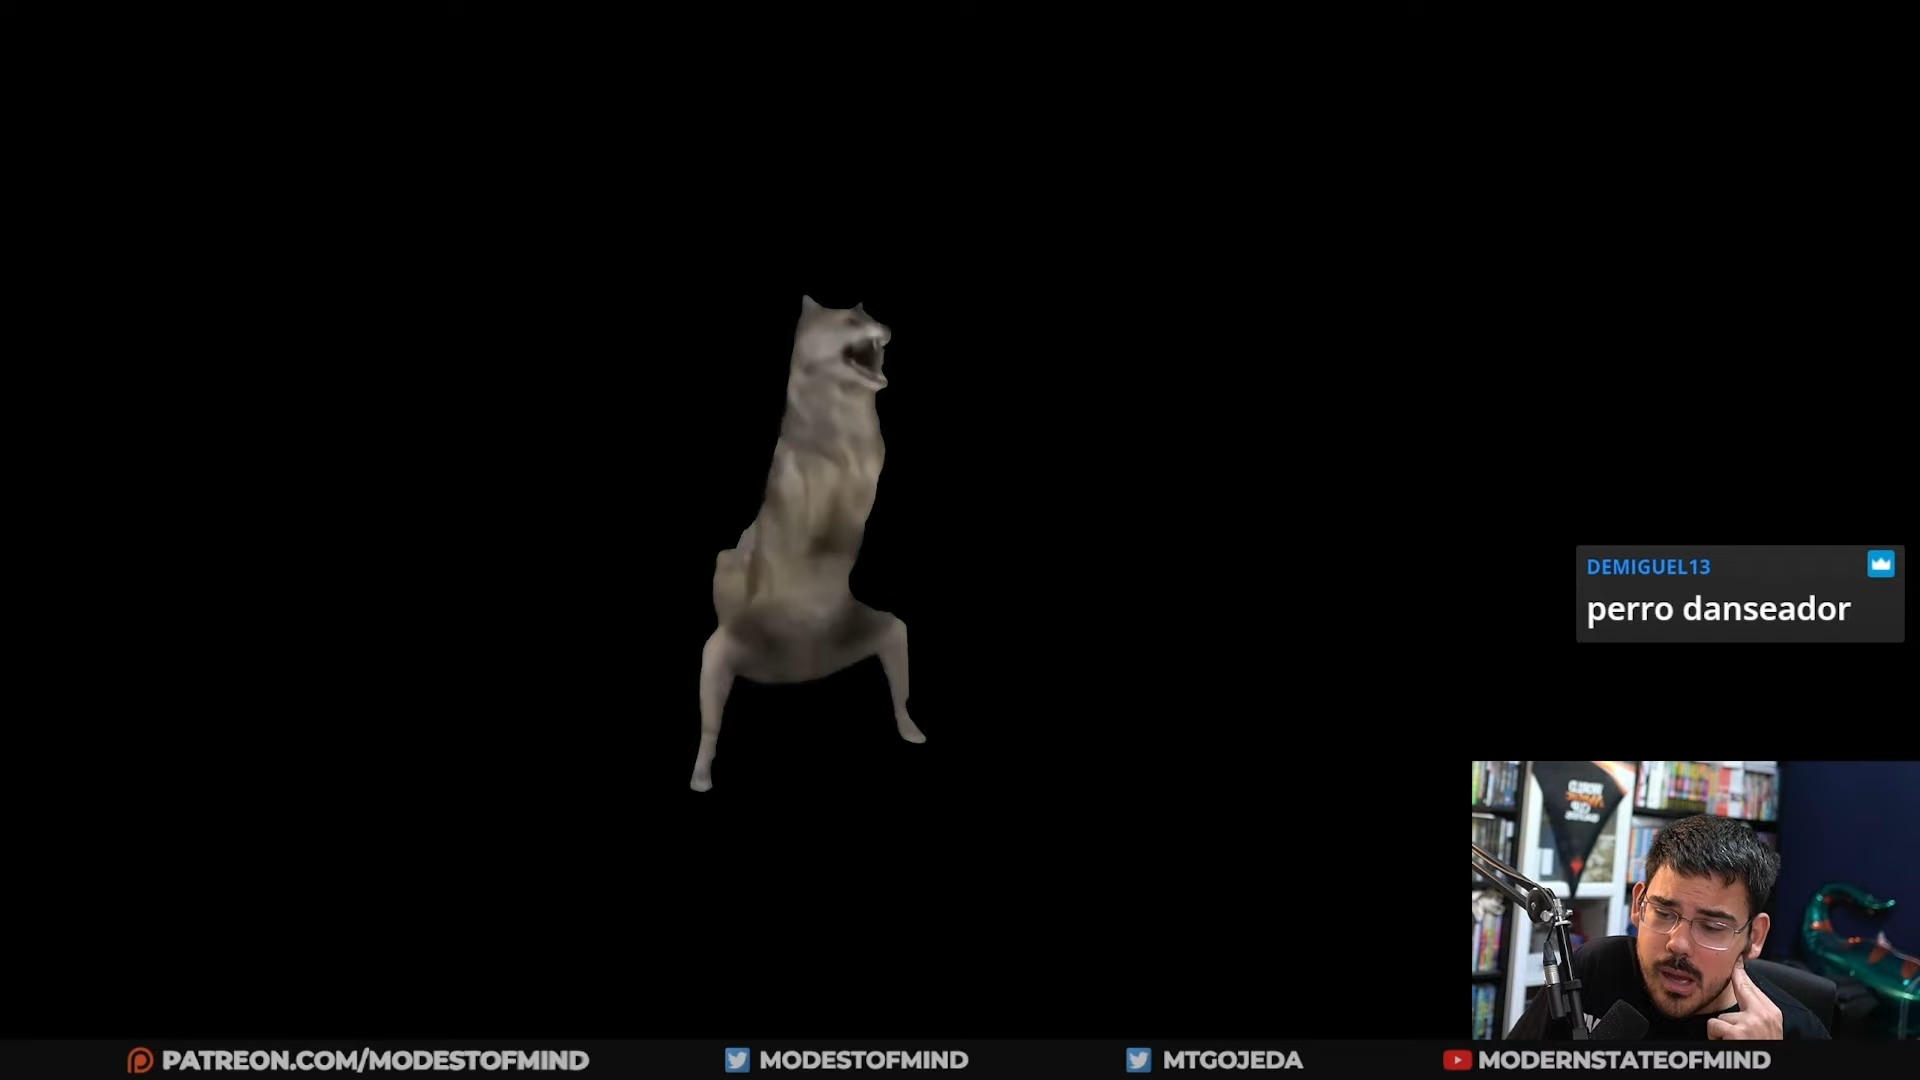 DEMIGUEL13
perro danseador
PATREON.COM/MODESTOFMIND
MODESTOFMIND
MTGOJEDA
MODERNSTATEOFMIND